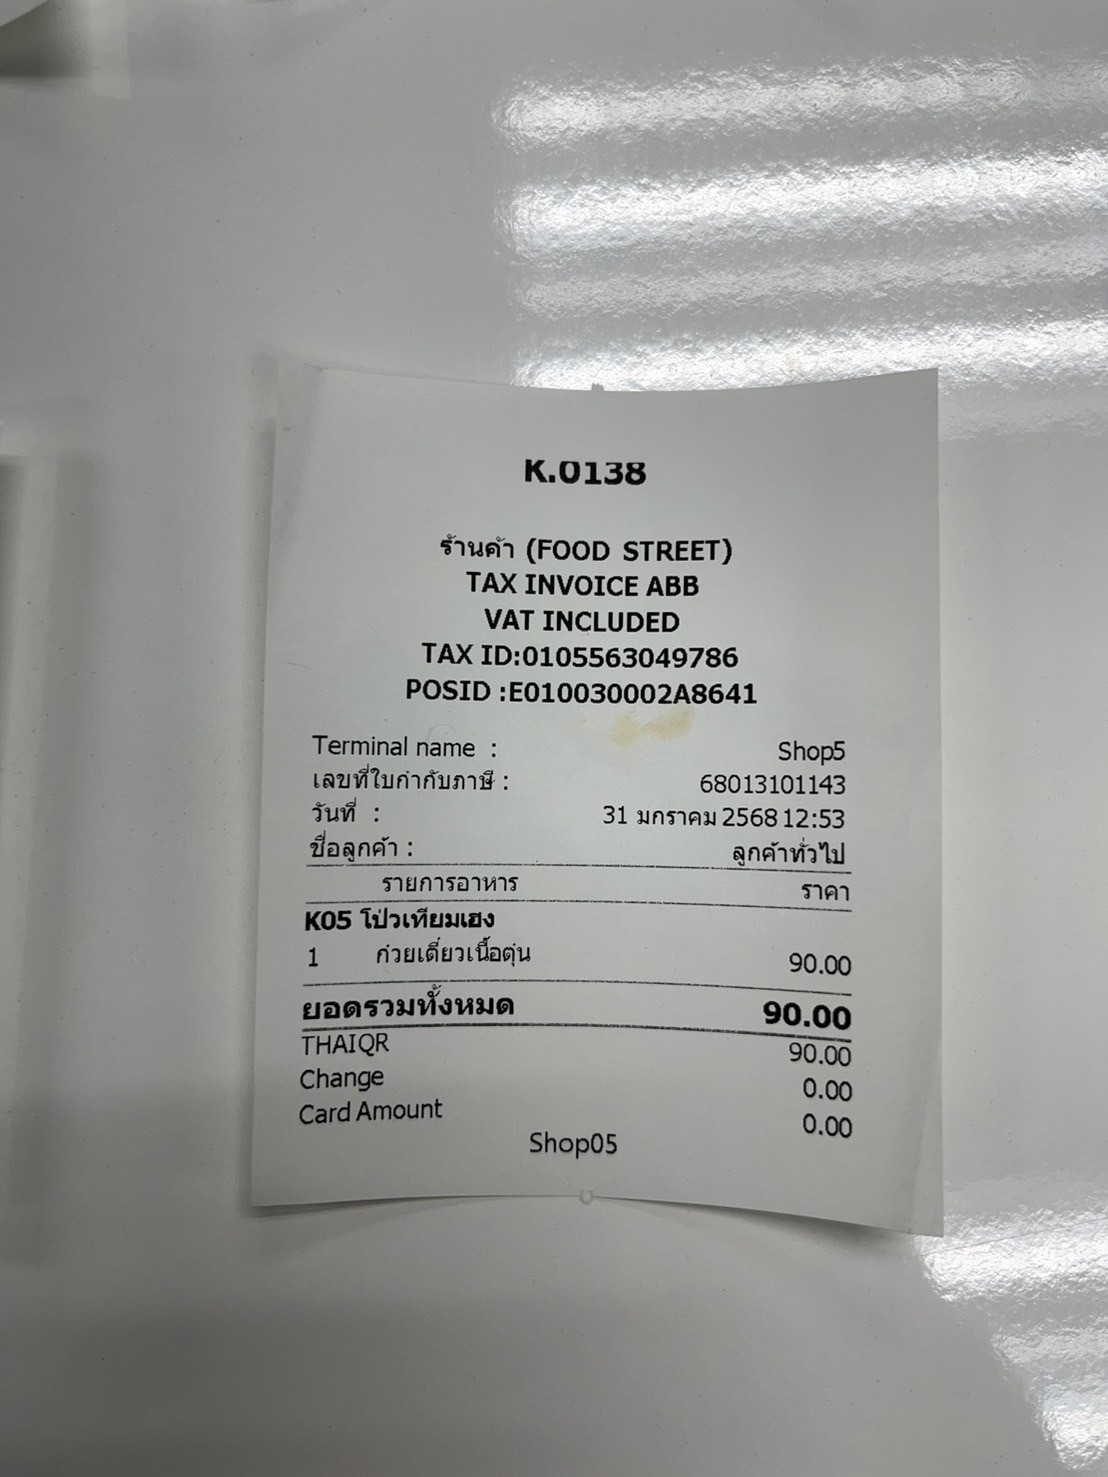 K.0138
ร้านค้า (FOOD STREET)
TAX INVOICE ABB
VAT INCLUDED
TAX ID:0105563049786
POSID :E010030002A8641
Terminal name : Shop5
เลขที่ใบกำกับภาษี : 68013101143
วันที่ : 31 มกราคม 2568 12:53
ชื่อลูกค้า : ลูกค้าทั่วไป
รายการอาหาร ราคา
K05 โป่วเทียมเฮง
1 ก๋วยเตี๋ยวเนื้อตุ๋น 90.00
ยอดรวมทั้งหมด 90.00
THAIQR 90.00
Change 0.00
Card Amount 0.00
Shop05